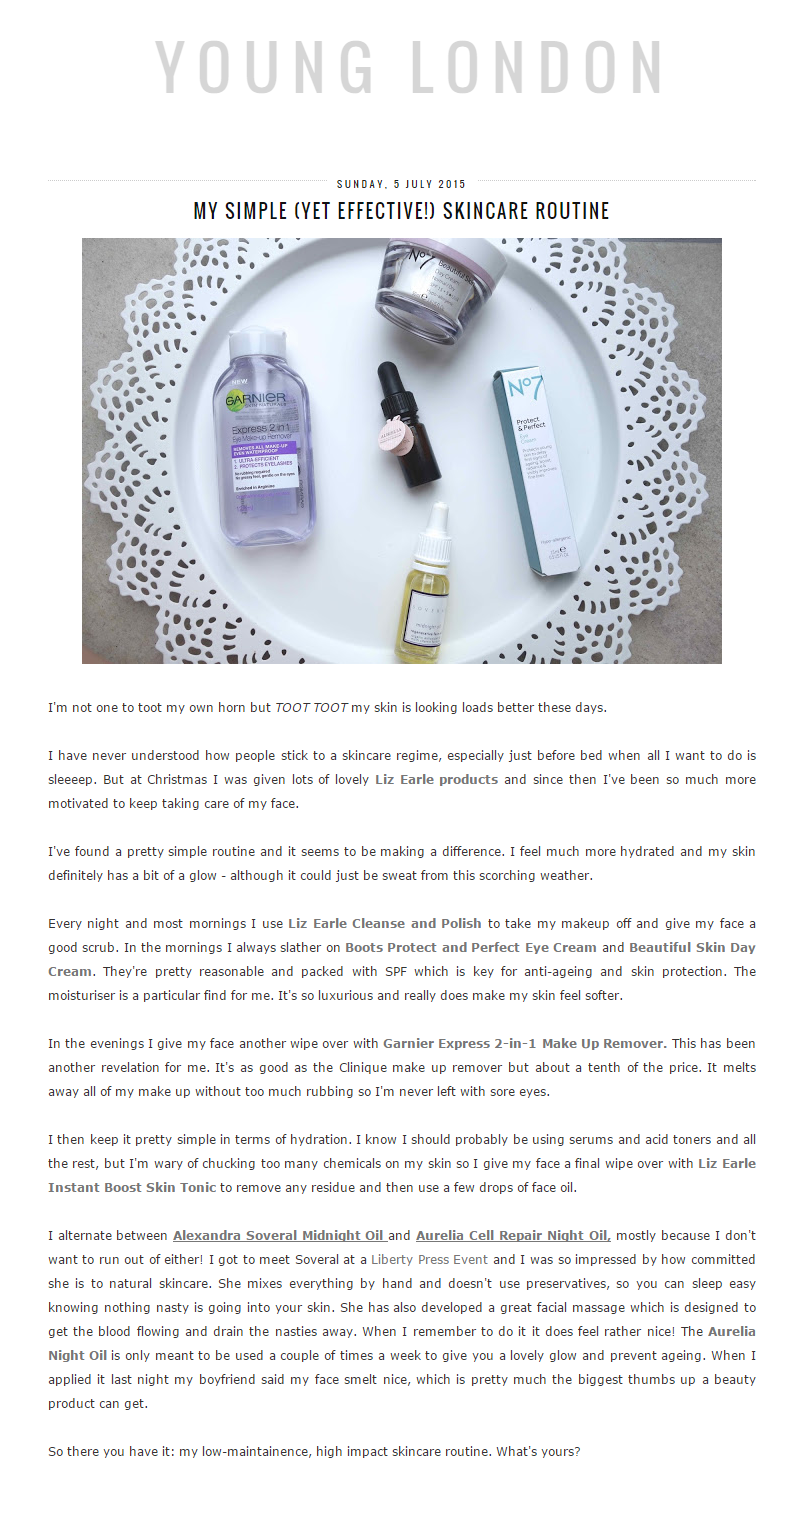 YOUNG LONDON
SUNDAY, 5 JULY 2015
MY SIMPLE (YET EFFECTIVE!) SKINCARE ROUTINE
No7
Beautiful Skin
Day Cream
NEW
GARNIER
SKIN NATURALS
Express 2in1
Eye Make-up Remover
REMOVES ALL MAKE-UP
EVEN WATERPROOF
1. ULTRA-EFFICIENT
2. PROTECTS EYELASHES
No rubbing required
No greasy feel, gentle on the eyes
Enriched in Arginine
AURELIA
No7
Protect
& Perfect
Eye
Cream
Hypo-allergenic
midnight oil
I'm not one to toot my own horn but TOOT TOOT my skin is looking loads better these days.
I have never understood how people stick to a skincare regime, especially just before bed when all I want to do is
sleeeep. But at Christmas I was given lots of lovely Liz Earle products and since then I've been so much more
motivated to keep taking care of my face.
I've found a pretty simple routine and it seems to be making a difference. I feel much more hydrated and my skin
definitely has a bit of a glow - although it could just be sweat from this scorching weather.
Every night and most mornings I use Liz Earle Cleanse and Polish to take my makeup off and give my face a
good scrub. In the mornings I always slather on Boots Protect and Perfect Eye Cream and Beautiful Skin Day
Cream. They're pretty reasonable and packed with SPF which is key for anti-ageing and skin protection. The
moisturiser is a particular find for me. It's so luxurious and really does make my skin feel softer.
In the evenings I give my face another wipe over with Garnier Express 2-in-1 Make Up Remover. This has been
another revelation for me. It's as good as the Clinique make up remover but about a tenth of the price. It melts
away all of my make up without too much rubbing so I'm never left with sore eyes.
I then keep it pretty simple in terms of hydration. I know I should probably be using serums and acid toners and all
the rest, but I'm wary of chucking too many chemicals on my skin so I give my face a final wipe over with Liz Earle
Instant Boost Skin Tonic to remove any residue and then use a few drops of face oil.
I alternate between Alexandra Soveral Midnight Oil and Aurelia Cell Repair Night Oil, mostly because I don't
want to run out of either! I got to meet Soveral at a Liberty Press Event and I was so impressed by how committed
she is to natural skincare. She mixes everything by hand and doesn't use preservatives, so you can sleep easy
knowing nothing nasty is going into your skin. She has also developed a great facial massage which is designed to
get the blood flowing and drain the nasties away. When I remember to do it it does feel rather nice! The Aurelia
Night Oil is only meant to be used a couple of times a week to give you a lovely glow and prevent ageing. When I
applied it last night my boyfriend said my face smelt nice, which is pretty much the biggest thumbs up a beauty
product can get.
So there you have it: my low-maintainence, high impact skincare routine. What's yours?